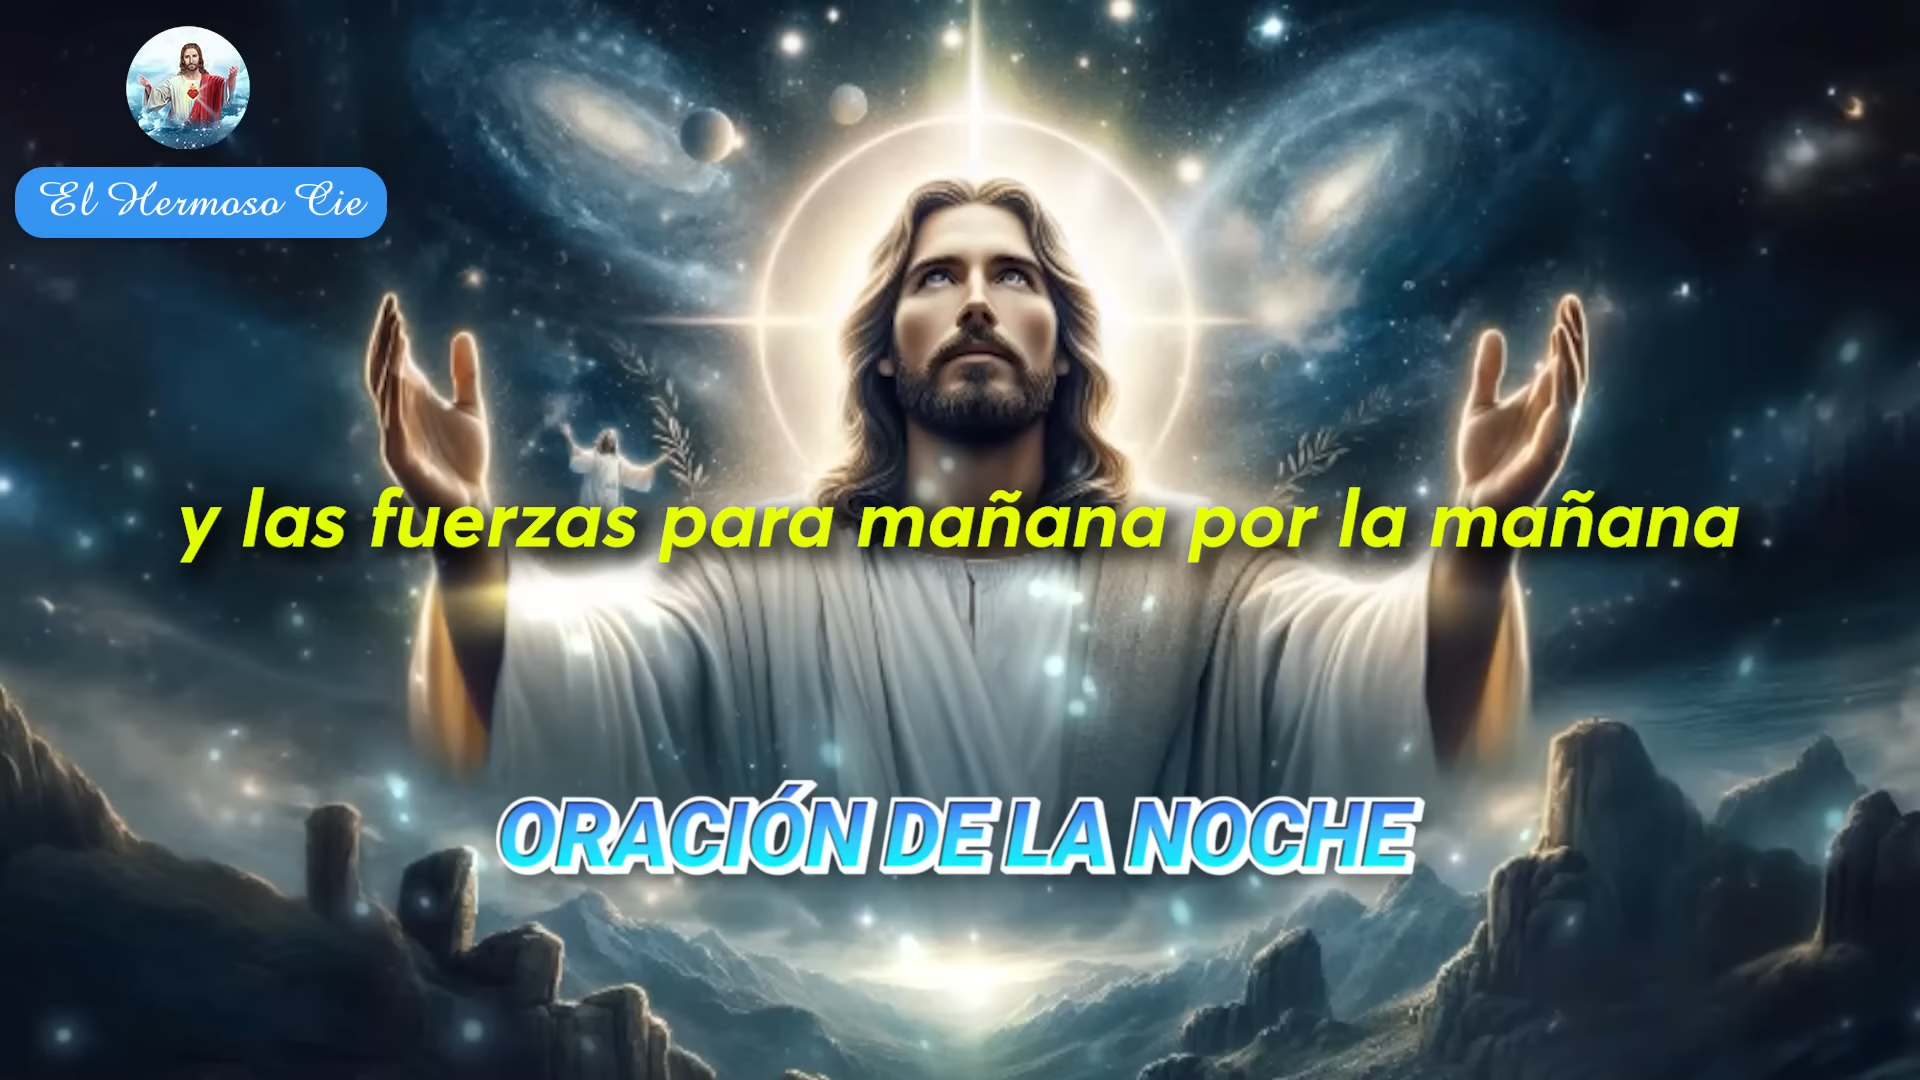 El Hermoso Cie
y las fuerzas para mañana por la mañana
ORACIÓN DE LA NOCHE